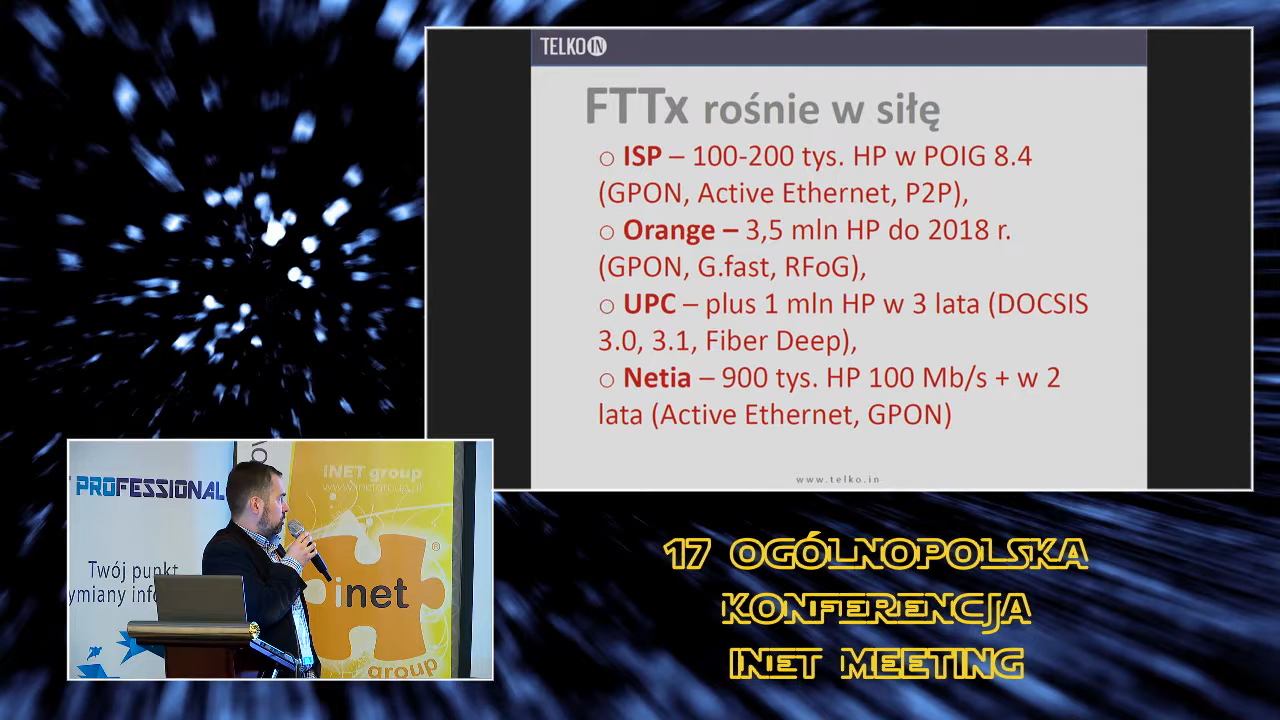 TELKO IN
FTTx rośnie w siłę
○ ISP – 100-200 tys. HP w POIG 8.4
(GPON, Active Ethernet, P2P),
○ Orange – 3,5 mln HP do 2018 r.
(GPON, G.fast, RFoG),
○ UPC – plus 1 mln HP w 3 lata (DOCSIS
3.0, 3.1, Fiber Deep),
○ Netia – 900 tys. HP 100 Mb/s + w 2
lata (Active Ethernet, GPON)
www.telko.in
PROFESSIONAL
Twój punkt
INET group
inet
®
group
17 OGÓLNOPOLSKA
KONFERENCJA
INET MEETING